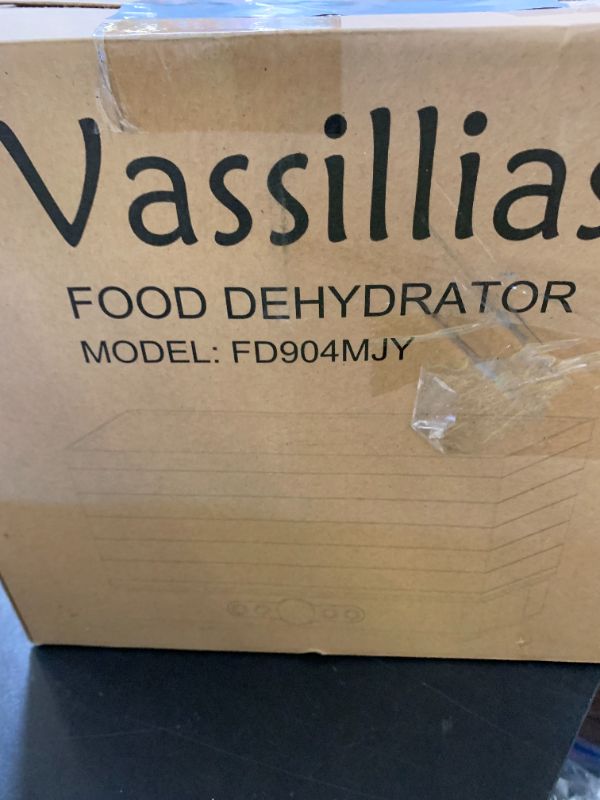 Vassillias
FOOD DEHYDRATOR
MODEL: FD904MJY